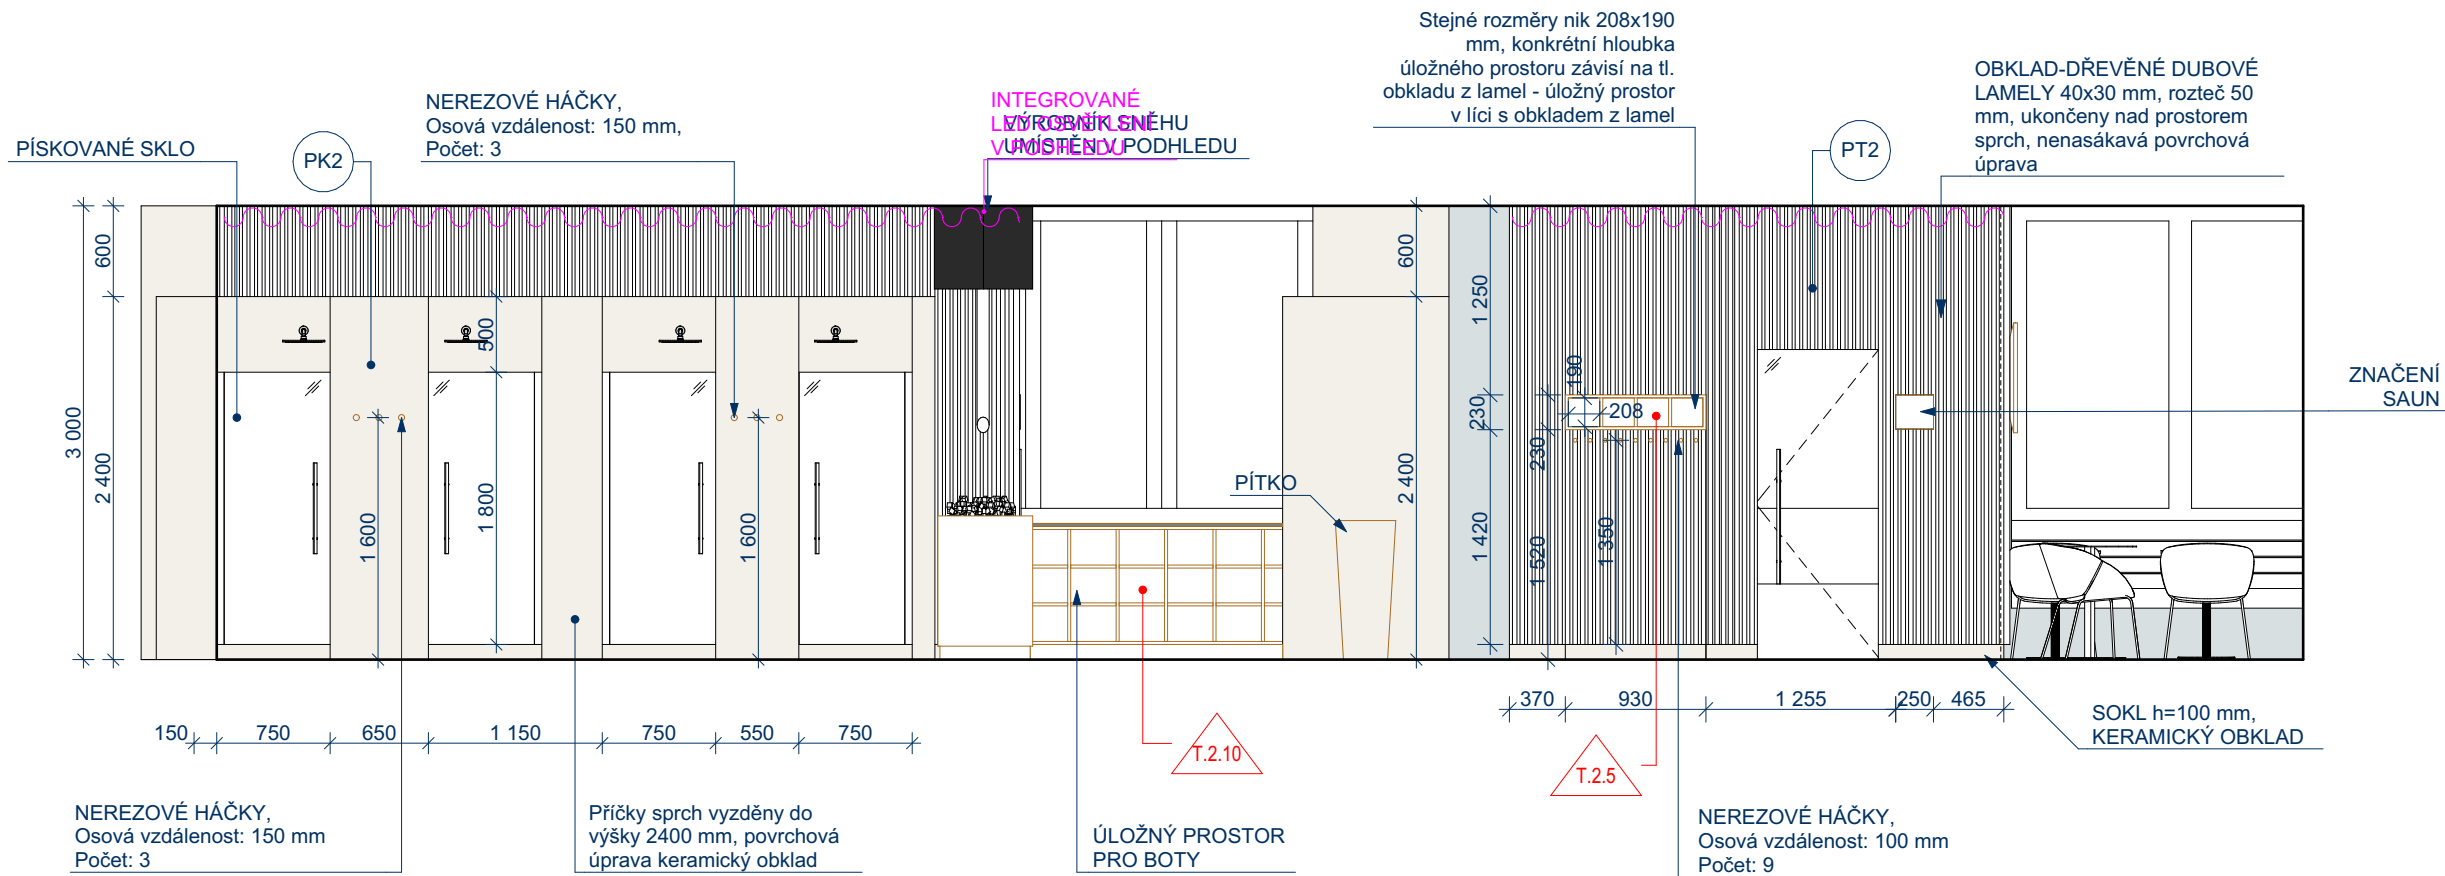 Stejné rozměry nik 208x190
mm, konkrétní hloubka
úložného prostoru závisí na tl.
obkladu z lamel - úložný prostor
v líci s obkladem z lamel
OBKLAD-DŘEVĚNÉ DUBOVÉ
LAMELY 40x30 mm, rozteč 50
mm, ukončeny nad prostorem
sprch, nenasákavá povrchová
úprava
NEREZOVÉ HÁČKY,
Osová vzdálenost: 150 mm,
Počet: 3
INTEGROVANÉ
LED OSVĚTLENÍ
V PODHLEDU
VÝROBNÍK SNĚHU
UMÍSTĚN V PODHLEDU
PÍSKOVANÉ SKLO
PK2
PT2
3 000
600
2 400
500
1 800
1 600
1 600
600
2 400
1 250
230
1 420
190
208
230
1 520
1 350
PÍTKO
ZNAČENÍ
SAUN
150
750
650
1 150
750
550
750
370
930
1 255
250
465
T.2.10
T.2.5
SOKL h=100 mm,
KERAMICKÝ OBKLAD
NEREZOVÉ HÁČKY,
Osová vzdálenost: 150 mm
Počet: 3
Příčky sprch vyzděny do
výšky 2400 mm, povrchová
úprava keramický obklad
ÚLOŽNÝ PROSTOR
PRO BOTY
NEREZOVÉ HÁČKY,
Osová vzdálenost: 100 mm
Počet: 9